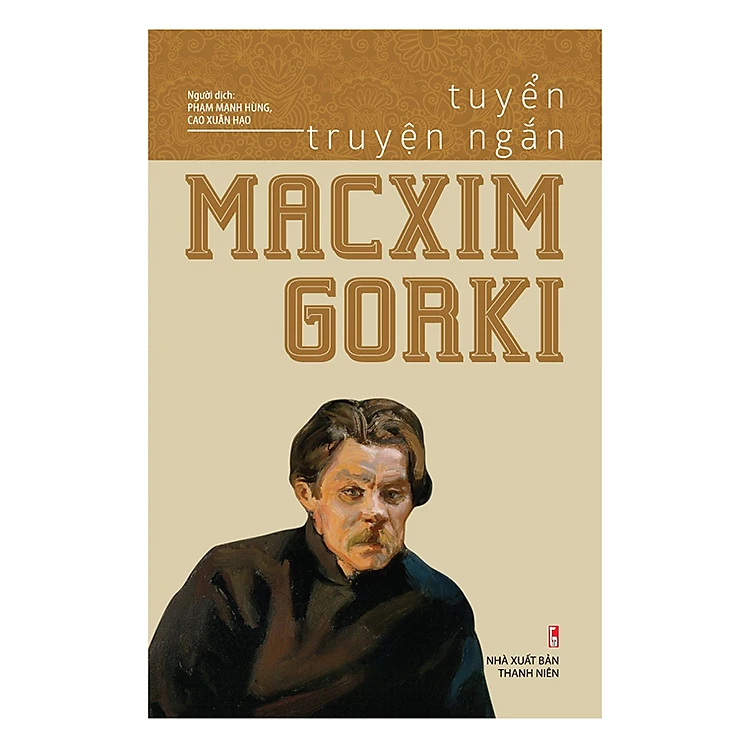 Người dịch:
PHẠM MẠNH HÙNG,
CAO XUÂN HẠO
tuyển
truyện ngắn
MACXIM
GORKI
NHÀ XUẤT BẢN
THANH NIÊN